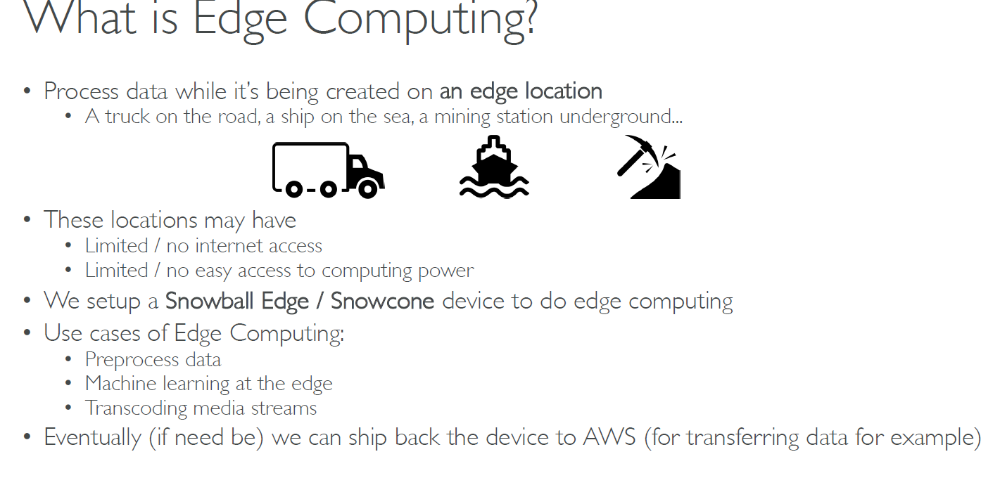 What is Edge Computing?
• Process data while it's being created on an edge location
• A truck on the road, a ship on the sea, a mining station underground...
• These locations may have
• Limited / no internet access
• Limited / no easy access to computing power
• We setup a Snowball Edge / Snowcone device to do edge computing
• Use cases of Edge Computing:
• Preprocess data
• Machine learning at the edge
• Transcoding media streams
• Eventually (if need be) we can ship back the device to AWS (for transferring data for example)